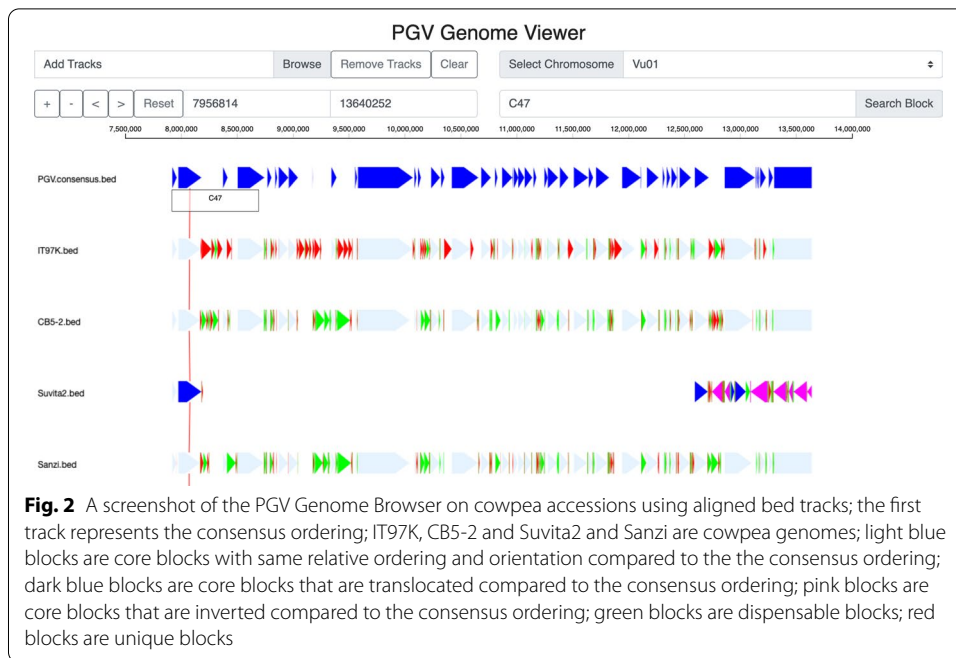 PGV Genome Viewer
Add Tracks Browse Remove Tracks Clear Select Chromosome Vu01
+ - < > Reset 7956814 13640252 C47 Search Block
7,500,000 8,000,000 8,500,000 9,000,000 9,500,000 10,000,000 10,500,000 11,000,000 11,500,000 12,000,000 12,500,000 13,000,000 13,500,000 14,000,000
PGV.consensus.bed
C47
IT97K.bed
CB5-2.bed
Suvita2.bed
Sanzi.bed
Fig. 2 A screenshot of the PGV Genome Browser on cowpea accessions using aligned bed tracks; the first
track represents the consensus ordering; IT97K, CB5-2 and Suvita2 and Sanzi are cowpea genomes; light blue
blocks are core blocks with same relative ordering and orientation compared to the the consensus ordering;
dark blue blocks are core blocks that are translocated compared to the consensus ordering; pink blocks are
core blocks that are inverted compared to the consensus ordering; green blocks are dispensable blocks; red
blocks are unique blocks